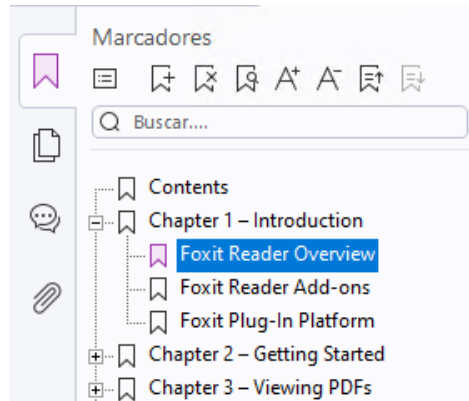 Marcadores
Buscar....
Contents
Chapter 1 – Introduction
Foxit Reader Overview
Foxit Reader Add-ons
Foxit Plug-In Platform
Chapter 2 – Getting Started
Chapter 3 – Viewing PDFs